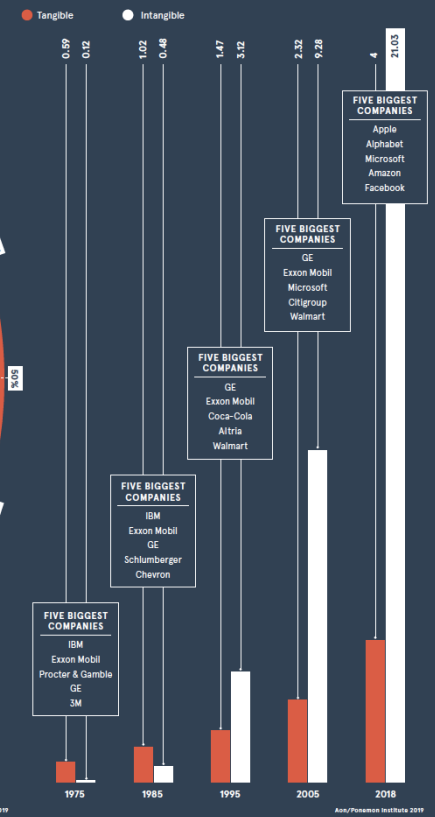 Tangible
Intangible
0.59
0.12
1.02
0.48
1.47
3.12
2.32
9.28
4
21.03
FIVE BIGGEST
COMPANIES
Apple
Alphabet
Microsoft
Amazon
Facebook
FIVE BIGGEST
COMPANIES
GE
Exxon Mobil
Microsoft
Citigroup
Walmart
FIVE BIGGEST
COMPANIES
GE
Exxon Mobil
Coca-Cola
Altria
Walmart
50%
FIVE BIGGEST
COMPANIES
IBM
Exxon Mobil
GE
Schlumberger
Chevron
FIVE BIGGEST
COMPANIES
IBM
Exxon Mobil
Procter & Gamble
GE
3M
1975
1985
1995
2005
2018
019
Aon/Ponemon Institute 2019